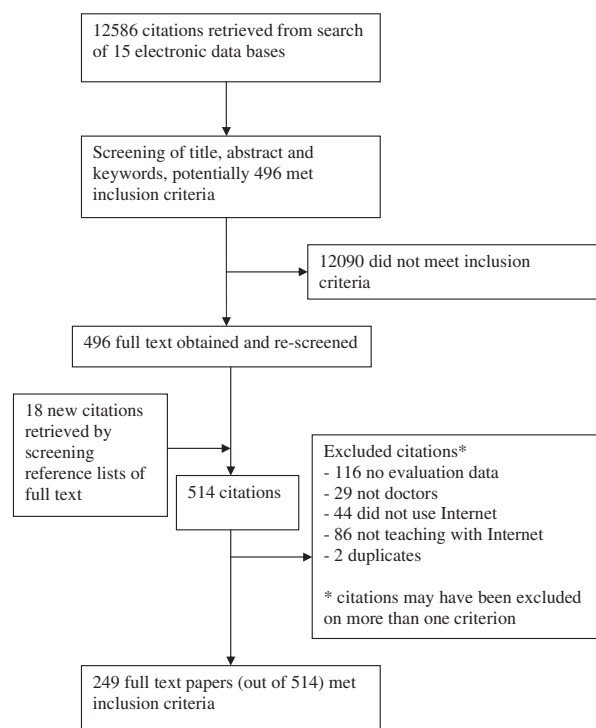 12586 citations retrieved from search
of 15 electronic data bases
Screening of title, abstract and
keywords, potentially 496 met
inclusion criteria
12090 did not meet inclusion
criteria
496 full text obtained and re-screened
18 new citations
retrieved by
screening
reference lists of
full text
514 citations
Excluded citations*
- 116 no evaluation data
- 29 not doctors
- 44 did not use Internet
- 86 not teaching with Internet
- 2 duplicates
* citations may have been excluded
on more than one criterion
249 full text papers (out of 514) met
inclusion criteria